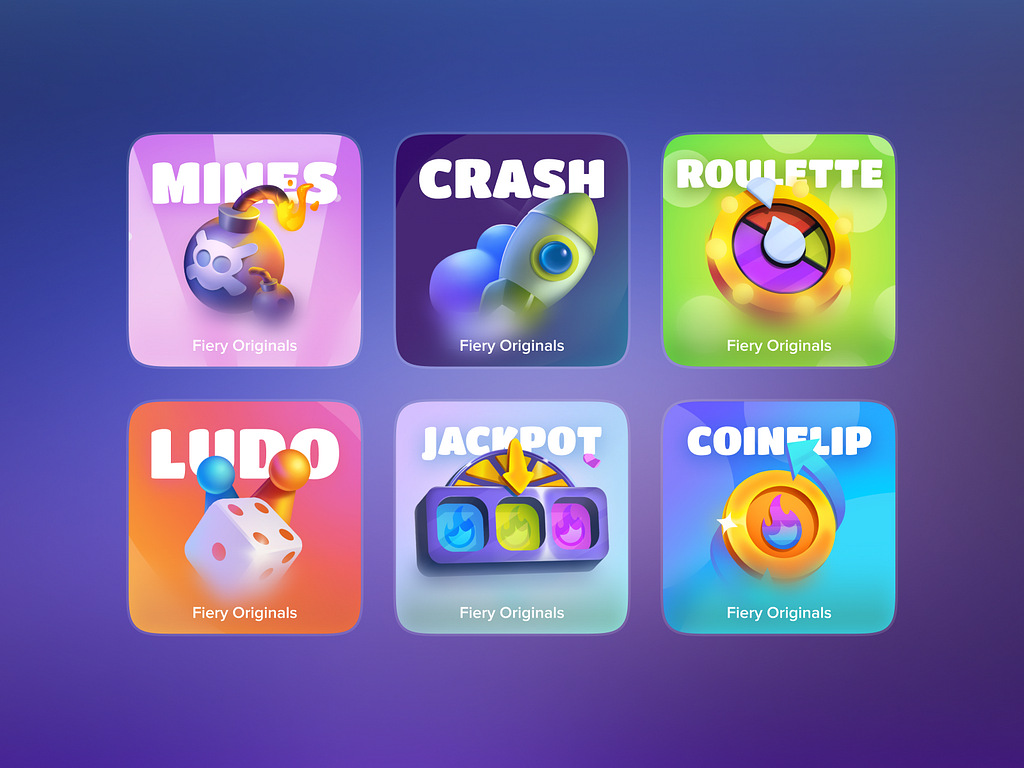 MINES
Fiery Originals
CRASH
Fiery Originals
ROULETTE
Fiery Originals
LUDO
Fiery Originals
JACKPOT
Fiery Originals
COINFLIP
Fiery Originals